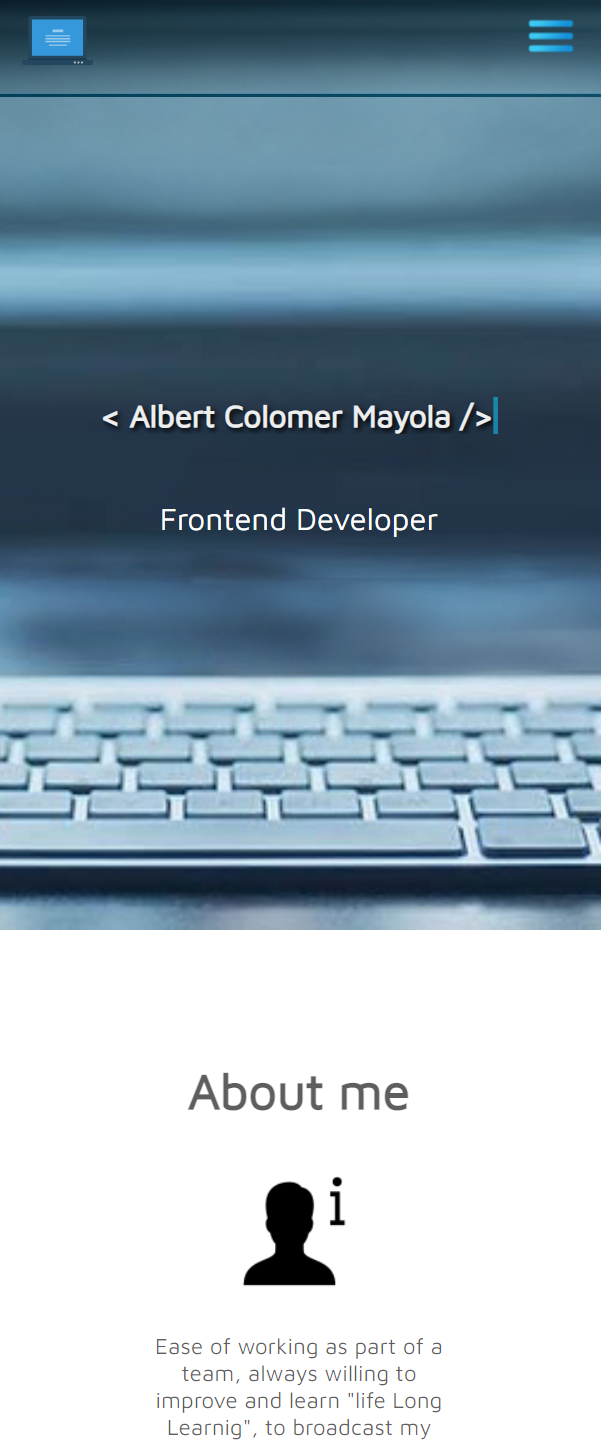 < Albert Colomer Mayola />
Frontend Developer
About me
i
Ease of working as part of a
team, always willing to
improve and learn "life Long
Learnig", to broadcast my